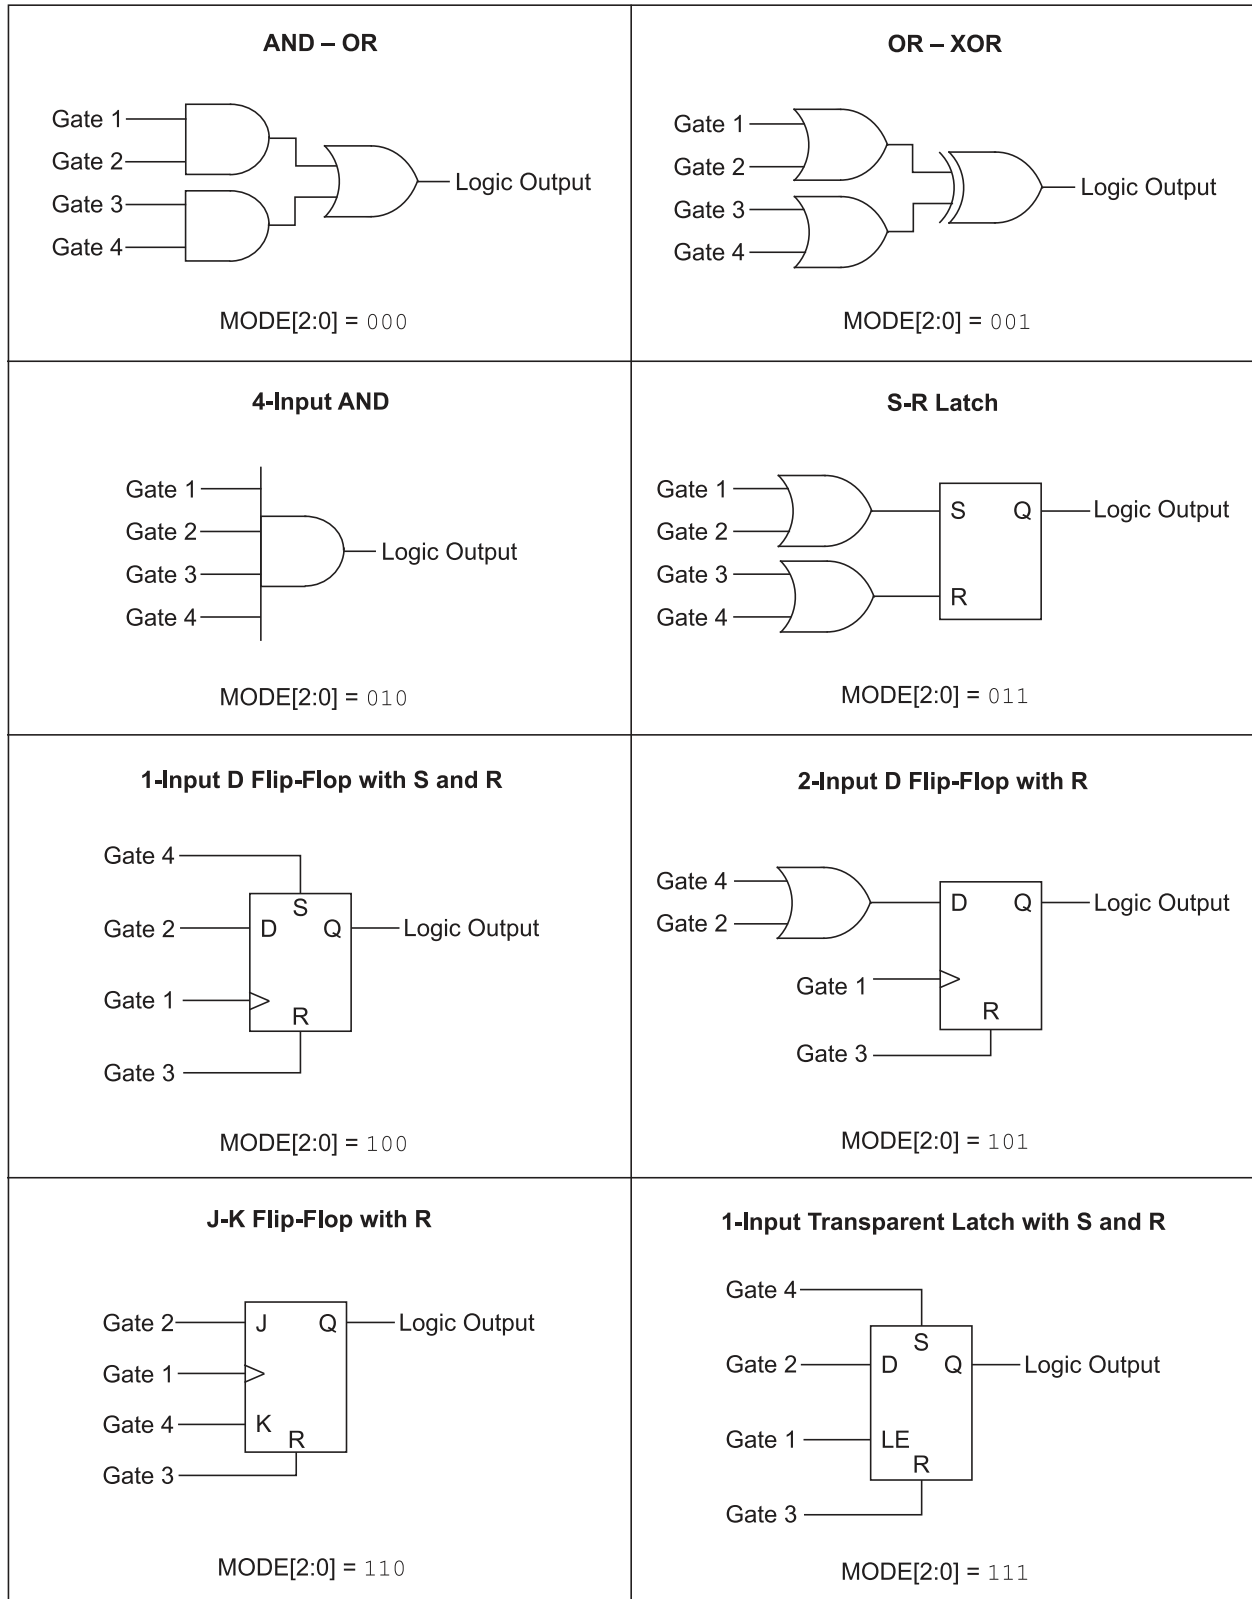 AND – OR
Gate 1
Gate 2
Gate 3
Gate 4
Logic Output
MODE[2:0] = 000
OR – XOR
Gate 1
Gate 2
Gate 3
Gate 4
Logic Output
MODE[2:0] = 001
4-Input AND
Gate 1
Gate 2
Gate 3
Gate 4
Logic Output
MODE[2:0] = 010
S-R Latch
Gate 1
Gate 2
Gate 3
Gate 4
S Q
R
Logic Output
MODE[2:0] = 011
1-Input D Flip-Flop with S and R
Gate 4
S
Gate 2
D Q
Logic Output
Gate 1
R
Gate 3
MODE[2:0] = 100
2-Input D Flip-Flop with R
Gate 4
Gate 2
D Q
Logic Output
Gate 1
R
Gate 3
MODE[2:0] = 101
J-K Flip-Flop with R
Gate 2
J Q
Logic Output
Gate 1
Gate 4
K
R
Gate 3
MODE[2:0] = 110
1-Input Transparent Latch with S and R
Gate 4
S
Gate 2
D Q
Logic Output
Gate 1
LE
R
Gate 3
MODE[2:0] = 111